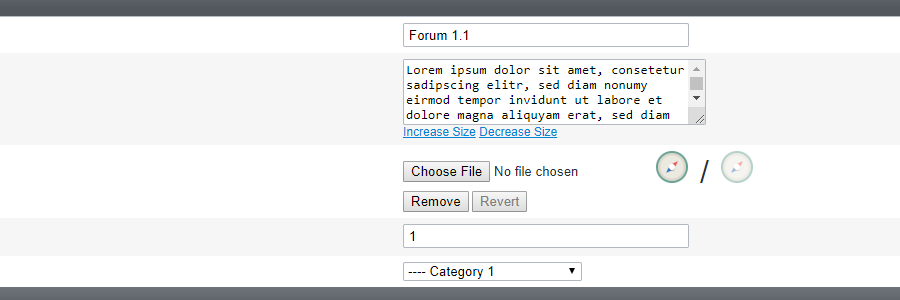 Forum 1.1
Lorem ipsum dolor sit amet, consetetur
sadipscing elitr, sed diam nonumy
eirmod tempor invidunt ut labore et
dolore magna aliquyam erat, sed diam
Increase Size Decrease Size
Choose File No file chosen /
Remove Revert
1
---- Category 1